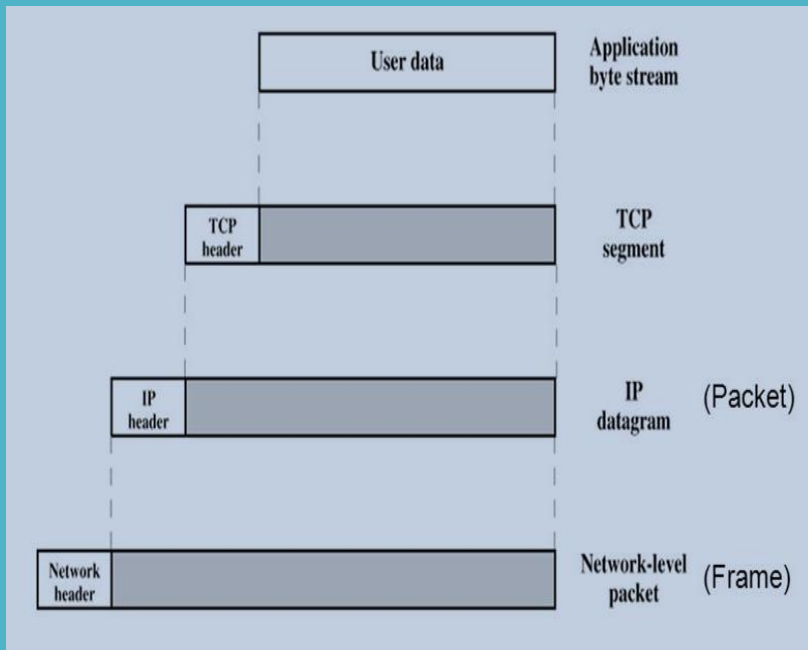 User data
Application
byte stream
TCP
header
TCP
segment
IP
header
IP
datagram
(Packet)
Network
header
Network-level
packet
(Frame)